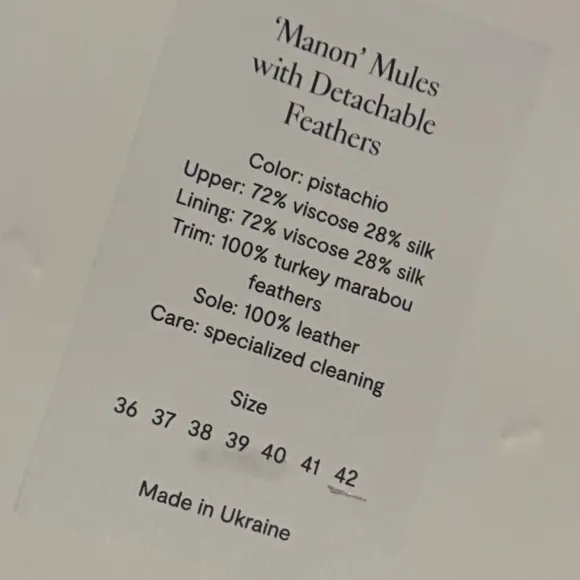 ‘Manon’ Mules
with Detachable
Feathers
Color: pistachio
Upper: 72% viscose 28% silk
Lining: 72% viscose 28% silk
Trim: 100% turkey marabou
feathers
Sole: 100% leather
Care: specialized cleaning
Size
36 37 38 39 40 41 42
Made in Ukraine